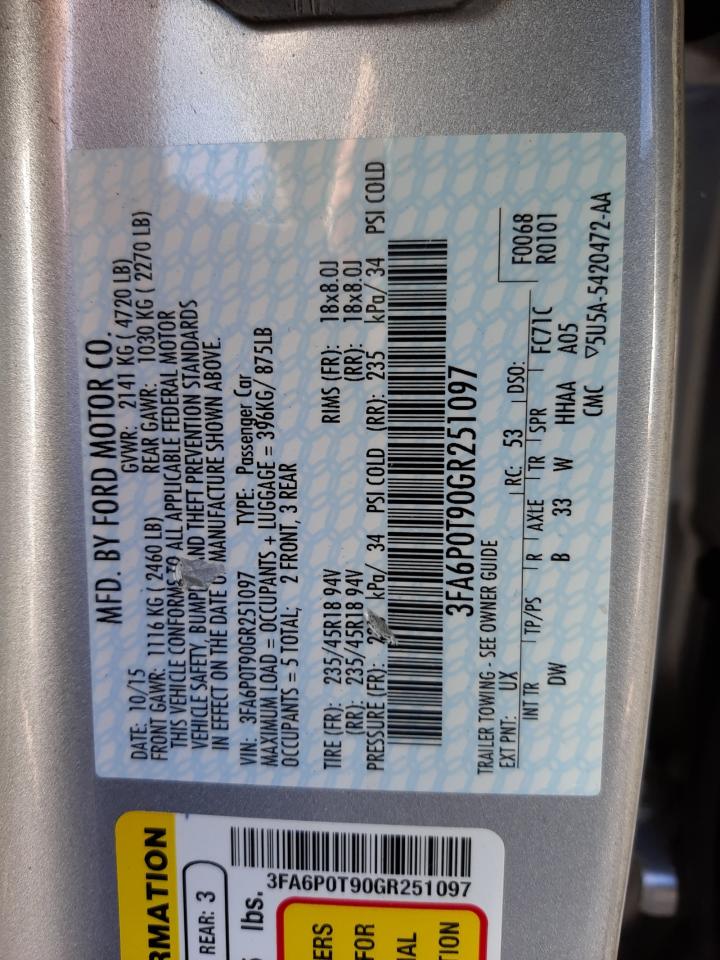 MFD. BY FORD MOTOR CO.
DATE: 10/15 GVWR: 2141 KG ( 4720 LB)
FRONT GAWR: 1116 KG ( 2460 LB) REAR GAWR: 1030 KG ( 2270 LB)
THIS VEHICLE CONFORMS TO ALL APPLICABLE FEDERAL MOTOR
VEHICLE SAFETY, AND THEFT PREVENTION STANDARDS
IN EFFECT ON THE DATE MANUFACTURE SHOWN ABOVE.
VIN: 3FA6P0T90GR251097 TYPE: Passenger Car
MAXIMUM LOAD = OCCUPANTS + LUGGAGE = 396KG/ 875LB
OCCUPANTS = 5 TOTAL; 2 FRONT, 3 REAR
TIRE (FR): 235/45R18 94V RIMS (FR): 18x8.0J
(RR): 235/45R18 94V (RR): 18x8.0J
PRESSURE (FR): kPa/ 34 PSI COLD (RR): 235 kPa/ 34 PSI COLD
3FA6P0T90GR251097
TRAILER TOWING - SEE OWNER GUIDE
EXT PNT: UX RC: 53 DSO: F0068
R0101
INT TR TP/PS R AXLE TR SPR FC71C
DW B 33 W HHAA A05
CMC ▽5U5A-5420472-AA
RMATION
REAR: 3
lbs.
3FA6P0T90GR251097
ERS
FOR
AL
TION